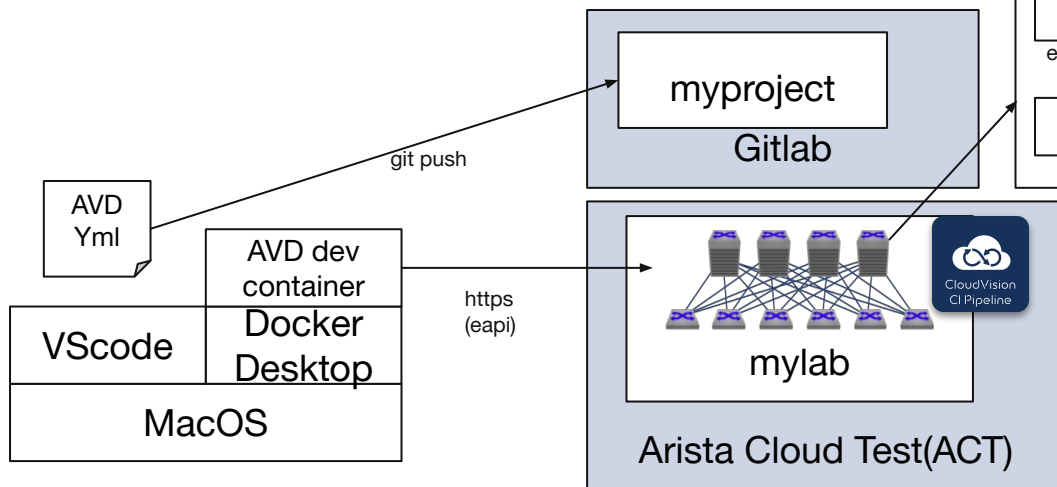 myproject
Gitlab
git push
AVD
Yml
AVD dev
container
https
(eapi)
VScode
Docker
Desktop
MacOS
mylab
CloudVision
CI Pipeline
Arista Cloud Test(ACT)